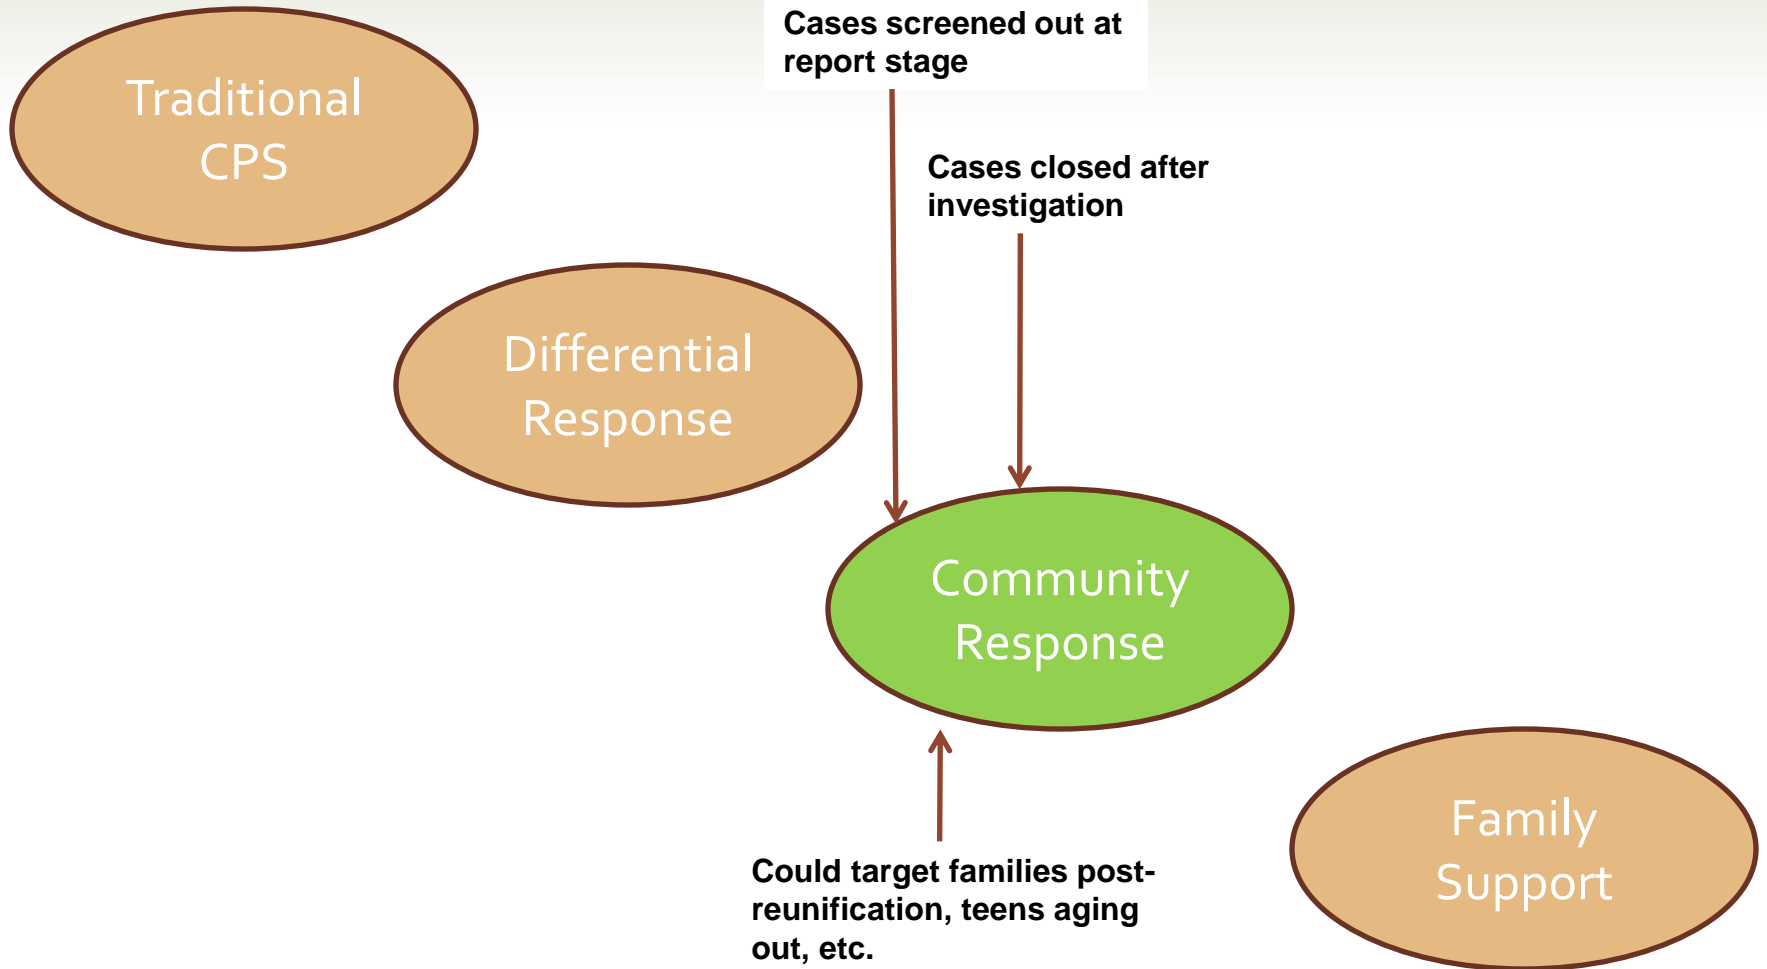 Cases screened out at
report stage
Traditional
CPS
Cases closed after
investigation
Differential
Response
Community
Response
Family
Support
Could target families post-
reunification, teens aging
out, etc.